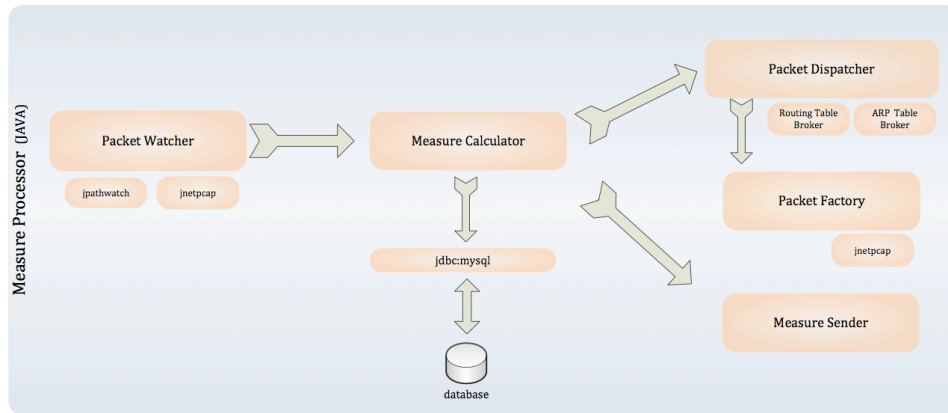 Measure Processor (JAVA)
Packet Watcher
jpathwatch
jnetpcap
Measure Calculator
jdbc:mysql
database
Packet Dispatcher
Routing Table
Broker
ARP Table
Broker
Packet Factory
jnetpcap
Measure Sender